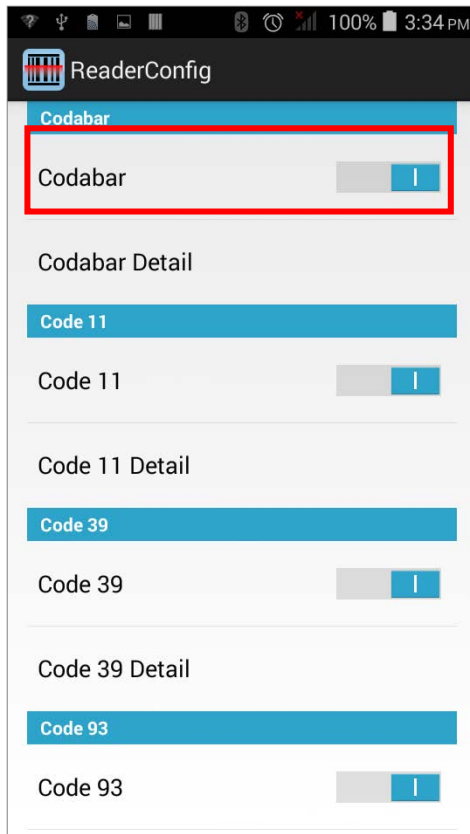 100% 3:34 PM
ReaderConfig
Codabar
Codabar
Codabar Detail
Code 11
Code 11
Code 11 Detail
Code 39
Code 39
Code 39 Detail
Code 93
Code 93